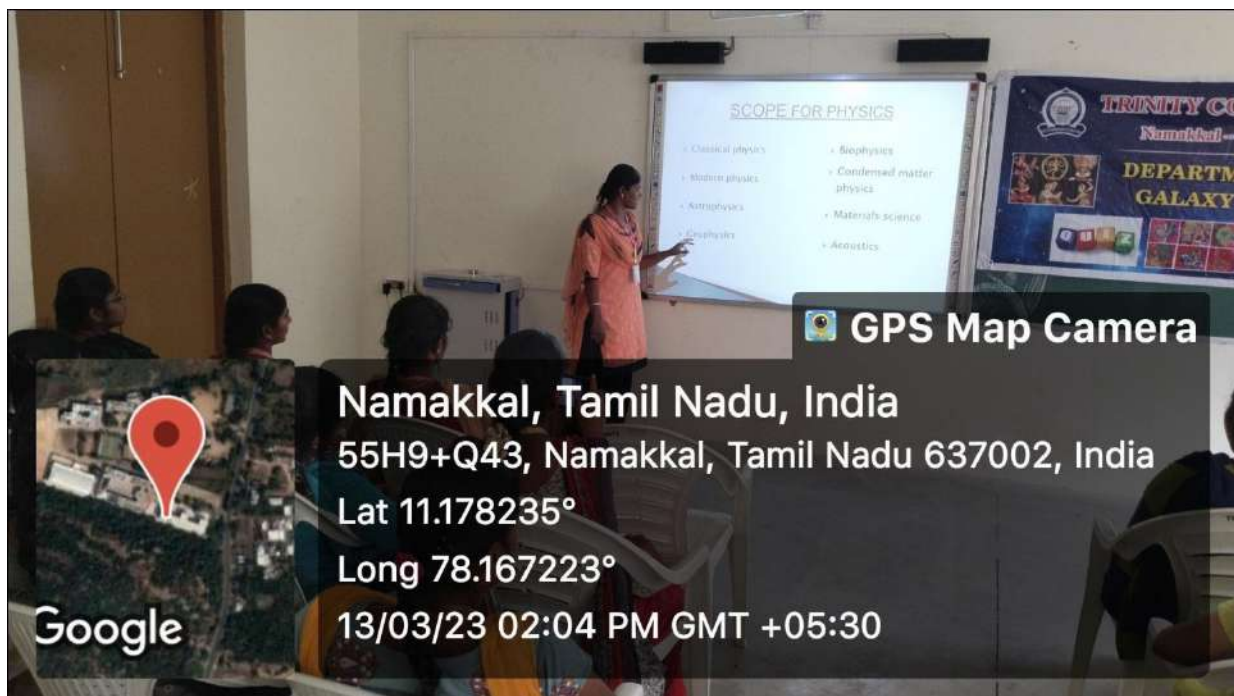 SCOPE FOR PHYSICS
› Classical physics
› Modern physics
› Astrophysics
› Geophysics
› Biophysics
› Condensed matter
physics
› Materials science
› Acoustics
TRINITY CO
Namakkal
DEPARTM
GALAXY
QUIZ
GPS Map Camera
Namakkal, Tamil Nadu, India
55H9+Q43, Namakkal, Tamil Nadu 637002, India
Lat 11.178235°
Long 78.167223°
13/03/23 02:04 PM GMT +05:30
Google